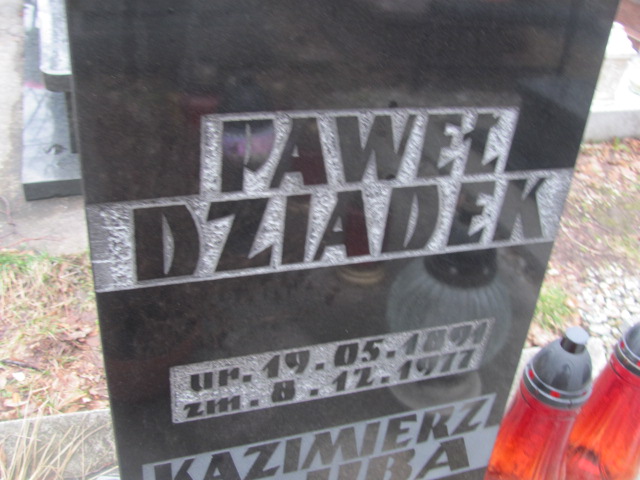 PAWEŁ
DZIADEK
ur. 19. 05. 1891
zm. 8. 12. 1977
KAZIMIERZ